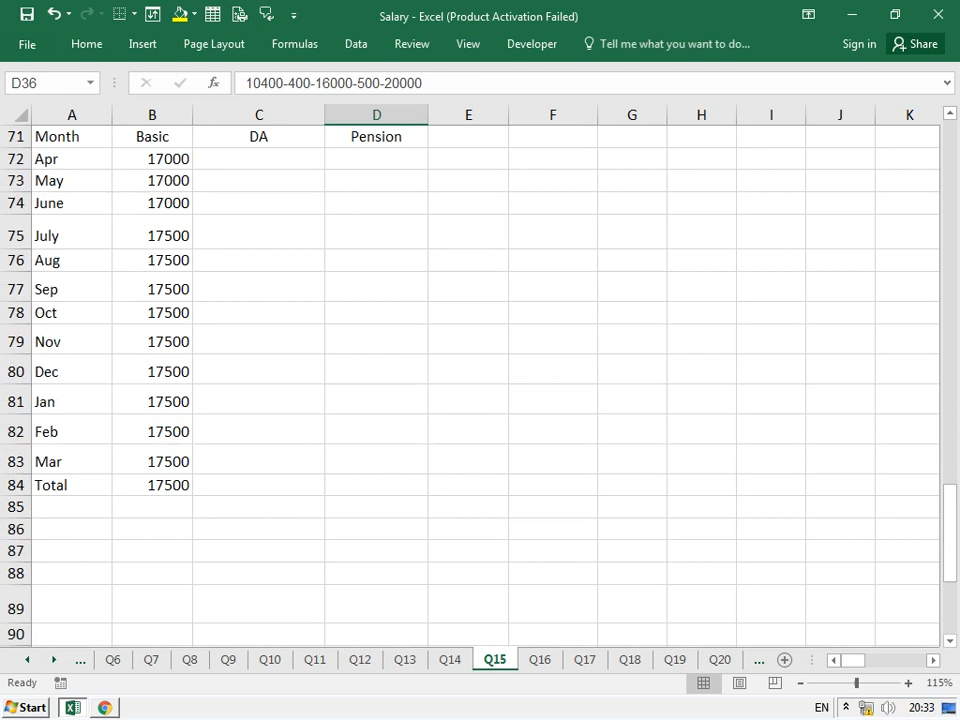 Salary - Excel (Product Activation Failed)
File Home Insert Page Layout Formulas Data Review View Developer Tell me what you want to do... Sign in Share
D36 fx 10400-400-16000-500-20000
A B C D E F G H I J K
71 Month Basic DA Pension
72 Apr 17000
73 May 17000
74 June 17000
75 July 17500
76 Aug 17500
77 Sep 17500
78 Oct 17500
79 Nov 17500
80 Dec 17500
81 Jan 17500
82 Feb 17500
83 Mar 17500
84 Total 17500
85
86
87
88
89
90
... Q6 Q7 Q8 Q9 Q10 Q11 Q12 Q13 Q14 Q15 Q16 Q17 Q18 Q19 Q20 ...
Ready 115%
Start EN 20:33